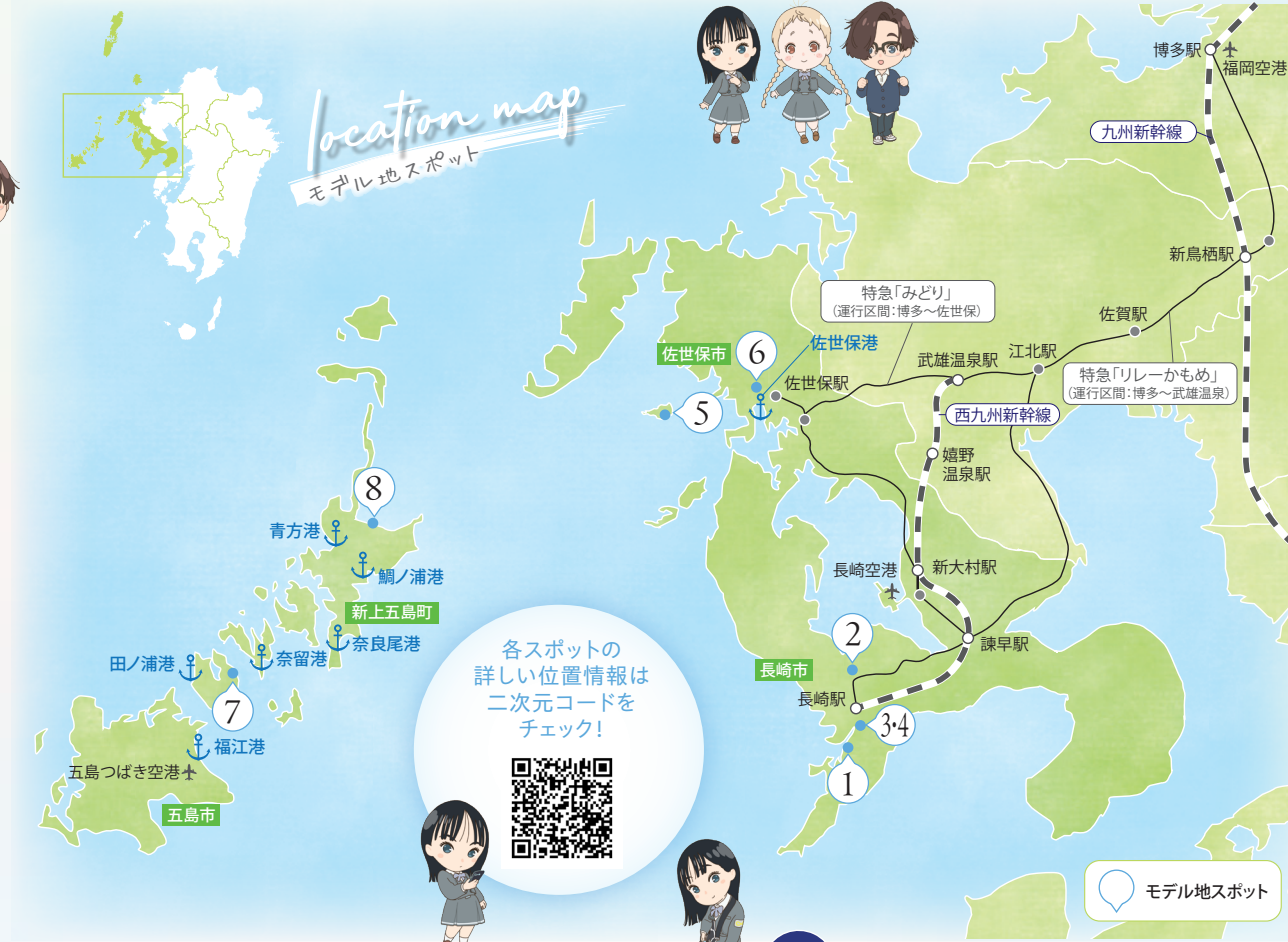 location map
モデル地スポット
博多駅
福岡空港
九州新幹線
新鳥栖駅
特急「みどり」
(運行区間:博多～佐世保)
佐賀駅
佐世保市
6
佐世保港
武雄温泉駅
江北駅
佐世保駅
特急「リレーかもめ」
(運行区間:博多～武雄温泉)
5
西九州新幹線
嬉野
温泉駅
8
青方港
鯛ノ浦港
長崎空港
新大村駅
新上五島町
奈良尾港
2
諫早駅
田ノ浦港
奈留港
長崎市
7
長崎駅
3・4
福江港
1
五島つばき空港
五島市
各スポットの
詳しい位置情報は
二次元コードを
チェック!
モデル地スポット